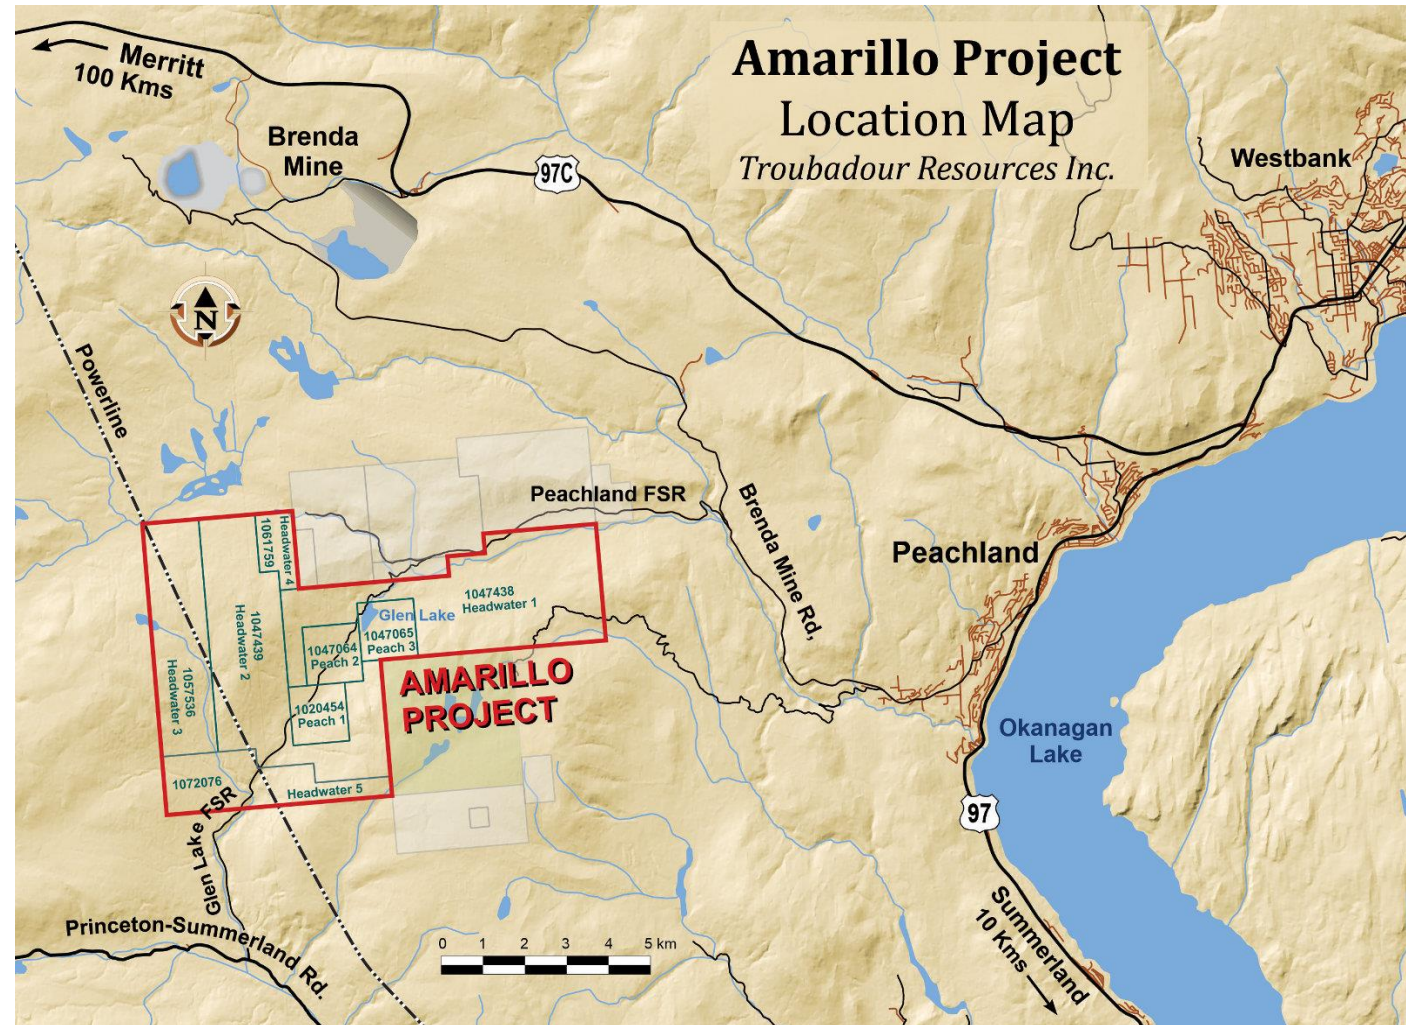 Amarillo Project
Location Map
Troubadour Resources Inc.
Merritt
100 Kms
Brenda
Mine
97C
Westbank
N
Powerline
Peachland FSR
Brenda Mine Rd,
Peachland
Headwater 4
1061759
1047439
Headwater 2
1057536
Headwater 3
1047438
Headwater 1
Glen Lake
1047064
Peach 2
1047065
Peach 3
1020454
Peach 1
AMARILLO
PROJECT
1072076
Headwater 5
Glen Lake FSR
Okanagan
Lake
97
Summerland
10 Kms
Princeton-Summerland Rd.
0 1 2 3 4 5 km